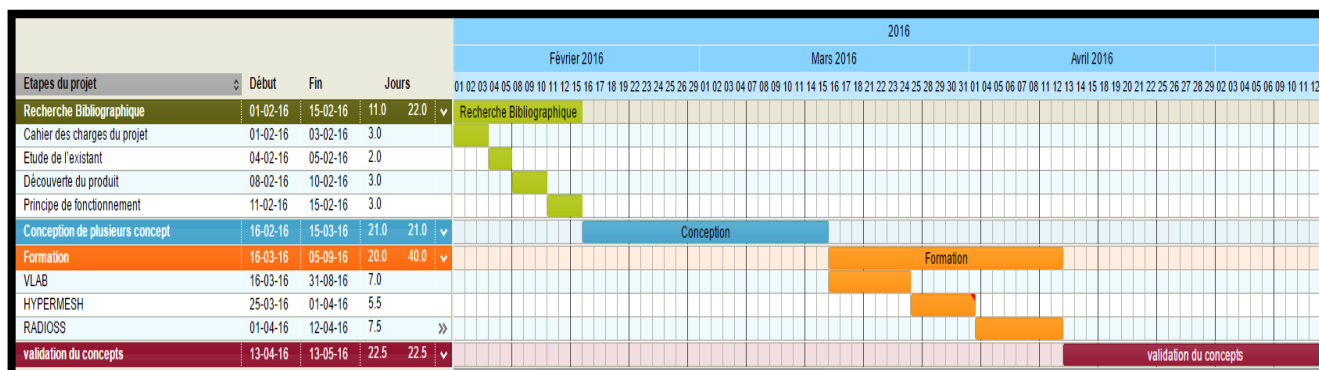 2016
Février 2016 Mars 2016 Avril 2016
Etapes du projet Début Fin Jours 01 02 03 04 05 08 09 10 11 12 15 16 17 18 19 22 23 24 25 26 29 01 02 03 04 07 08 09 10 11 14 15 16 17 18 21 22 23 24 25 28 29 30 31 01 04 05 06 07 08 11 12 13 14 15 18 19 20 21 22 25 26 27 28 29 02 03 04 05 06 09 10 11 12
Recherche Bibliographique 01-02-16 15-02-16 11.0 22.0 Recherche Bibliographique
Cahier des charges du projet 01-02-16 03-02-16 3.0
Etude de l'existant 04-02-16 05-02-16 2.0
Découverte du produit 08-02-16 10-02-16 3.0
Principe de fonctionnement 11-02-16 15-02-16 3.0
Conception de plusieurs concept 16-02-16 15-03-16 21.0 21.0 Conception
Formation 16-03-16 05-09-16 20.0 40.0 Formation
VLAB 16-03-16 31-08-16 7.0
HYPERMESH 25-03-16 01-04-16 5.5
RADIOSS 01-04-16 12-04-16 7.5 »
validation du concepts 13-04-16 13-05-16 22.5 22.5 validation du concepts